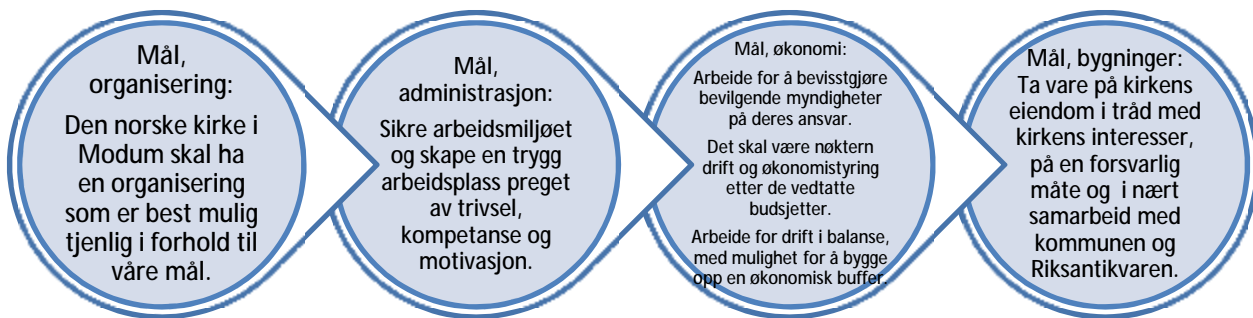 Mål,
organisering:
Den norske kirke i
Modum skal ha
en organisering
som er best mulig
tjenlig i forhold til
våre mål.
Mål,
administrasjon:
Sikre arbeidsmiljøet
og skape en trygg
arbeidsplass preget
av trivsel,
kompetanse og
motivasjon.
Mål, økonomi:
Arbeide for å bevisstgjøre
bevilgende myndigheter
på deres ansvar.
Det skal være nøktern
drift og økonomistyring
etter de vedtatte
budsjetter.
Arbeide for drift i balanse,
med mulighet for å bygge
opp en økonomisk buffer.
Mål, bygninger:
Ta vare på kirkens
eiendom i tråd med
kirkens interesser,
på en forsvarlig
måte og i nært
samarbeid med
kommunen og
Riksantikvaren.